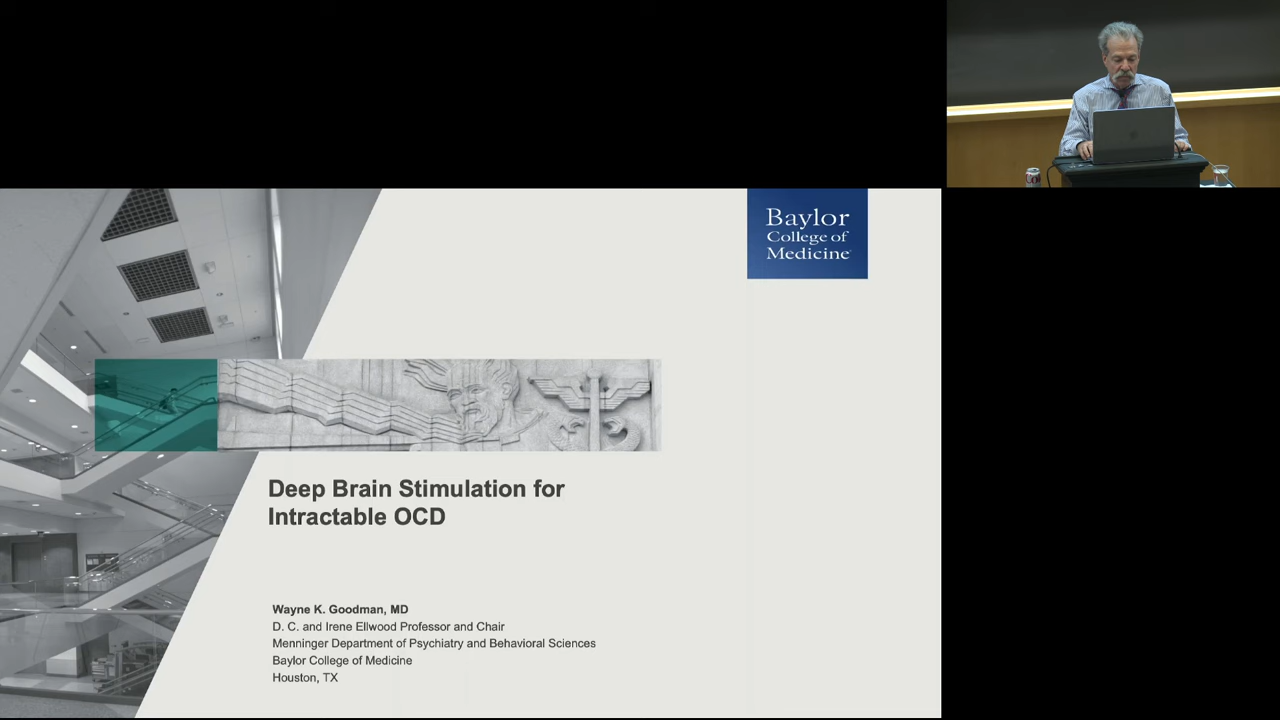 Baylor
College of
Medicine
Deep Brain Stimulation for
Intractable OCD
Wayne K. Goodman, MD
D. C. and Irene Ellwood Professor and Chair
Menninger Department of Psychiatry and Behavioral Sciences
Baylor College of Medicine
Houston, TX